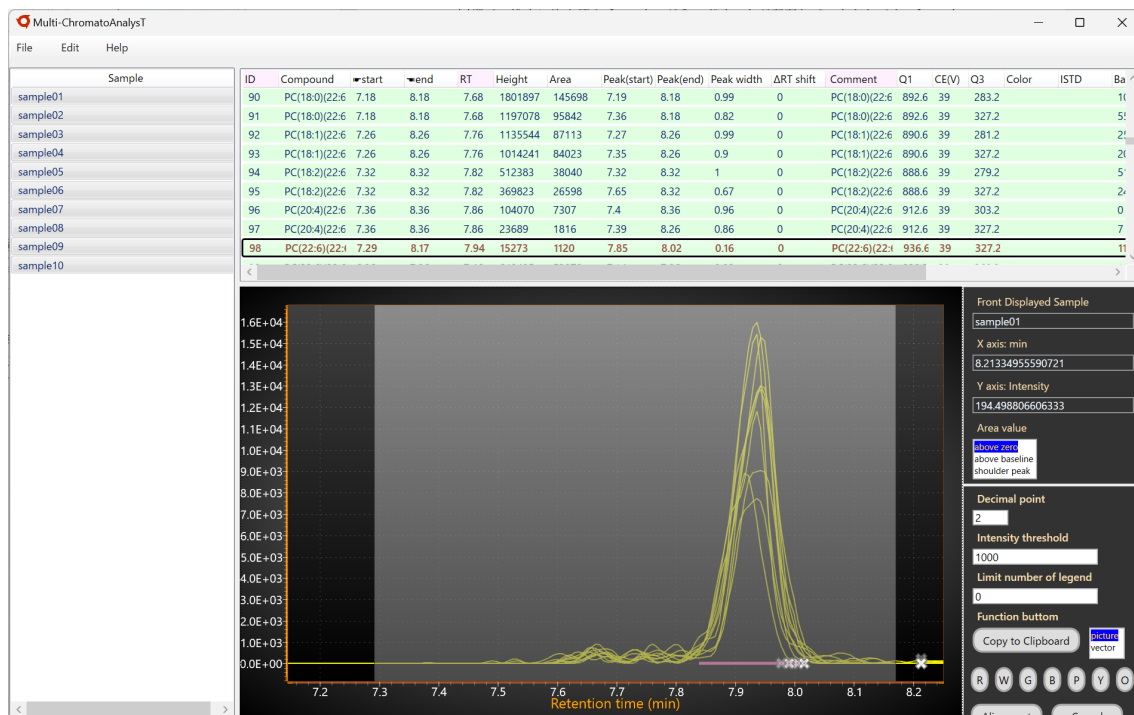 Multi-ChromatoAnalysT
File Edit Help
Sample
sample01
sample02
sample03
sample04
sample05
sample06
sample07
sample08
sample09
sample10
ID Compound start end RT Height Area Peak(start) Peak(end) Peak width ΔRT shift Comment Q1 CE(V) Q3 Color ISTD Ba
90 PC(18:0)(22:6 7.18 8.18 7.68 1801897 145698 7.19 8.18 0.99 0 PC(18:0)(22:6 892.6 39 283.2 10
91 PC(18:0)(22:6 7.18 8.18 7.68 1197078 95842 7.36 8.18 0.82 0 PC(18:0)(22:6 892.6 39 327.2 55
92 PC(18:1)(22:6 7.26 8.26 7.76 1135544 87113 7.27 8.26 0.99 0 PC(18:1)(22:6 890.6 39 281.2 25
93 PC(18:1)(22:6 7.26 8.26 7.76 1014241 84023 7.35 8.26 0.9 0 PC(18:1)(22:6 890.6 39 327.2 20
94 PC(18:2)(22:6 7.32 8.32 7.82 512383 38040 7.32 8.32 1 0 PC(18:2)(22:6 888.6 39 279.2 51
95 PC(18:2)(22:6 7.32 8.32 7.82 369823 26598 7.65 8.32 0.67 0 PC(18:2)(22:6 888.6 39 327.2 24
96 PC(20:4)(22:6 7.36 8.36 7.86 104070 7307 7.4 8.36 0.96 0 PC(20:4)(22:6 912.6 39 303.2 0
97 PC(20:4)(22:6 7.36 8.36 7.86 23689 1816 7.39 8.26 0.86 0 PC(20:4)(22:6 912.6 39 327.2 7
98 PC(22:6)(22:( 7.29 8.17 7.94 15273 1120 7.85 8.02 0.16 0 PC(22:6)(22:( 936.6 39 327.2 11
1.6E+04
1.5E+04
1.4E+04
1.3E+04
1.2E+04
1.1E+04
1.0E+04
9.0E+03
8.0E+03
7.0E+03
6.0E+03
5.0E+03
4.0E+03
3.0E+03
2.0E+03
1.0E+03
0.0E+00
7.2 7.3 7.4 7.5 7.6 7.7 7.8 7.9 8.0 8.1 8.2
Retention time (min)
Front Displayed Sample
sample01
X axis: min
8.21334955590721
Y axis: Intensity
194.498806606333
Area value
above zero
above baseline
shoulder peak
Decimal point
2
Intensity threshold
1000
Limit number of legend
0
Function buttom
Copy to Clipboard
picture
vector
R W G B P Y O